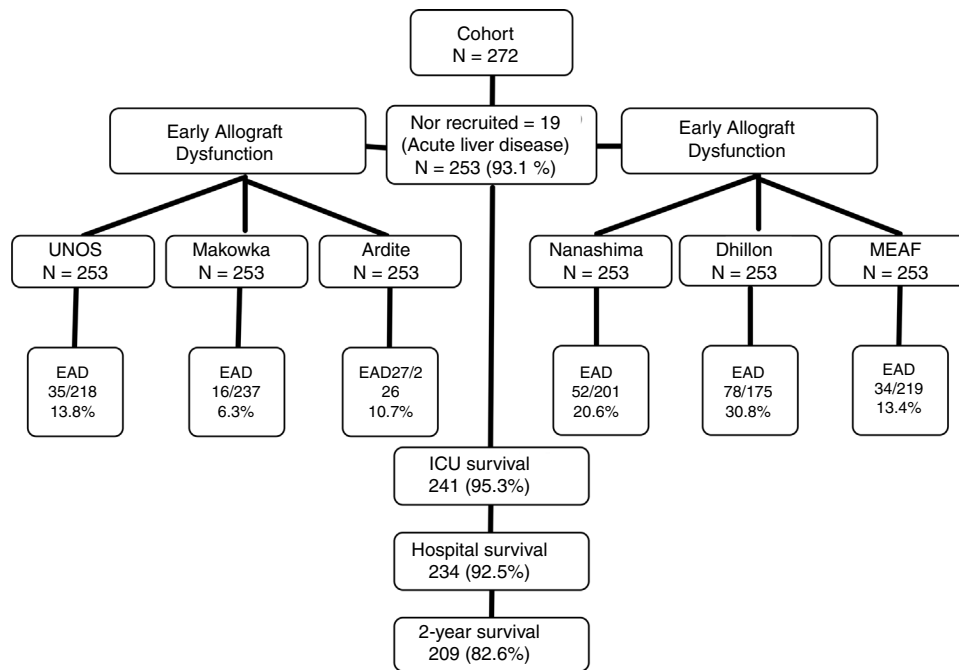 Cohort
N = 272
Nor recruited = 19
(Acute liver disease)
N = 253 (93.1 %)
Early Allograft
Dysfunction
Early Allograft
Dysfunction
UNOS
N = 253
Makowka
N = 253
Ardite
N = 253
Nanashima
N = 253
Dhillon
N = 253
MEAF
N = 253
EAD
35/218
13.8%
EAD
16/237
6.3%
EAD27/2
26
10.7%
EAD
52/201
20.6%
EAD
78/175
30.8%
EAD
34/219
13.4%
ICU survival
241 (95.3%)
Hospital survival
234 (92.5%)
2-year survival
209 (82.6%)